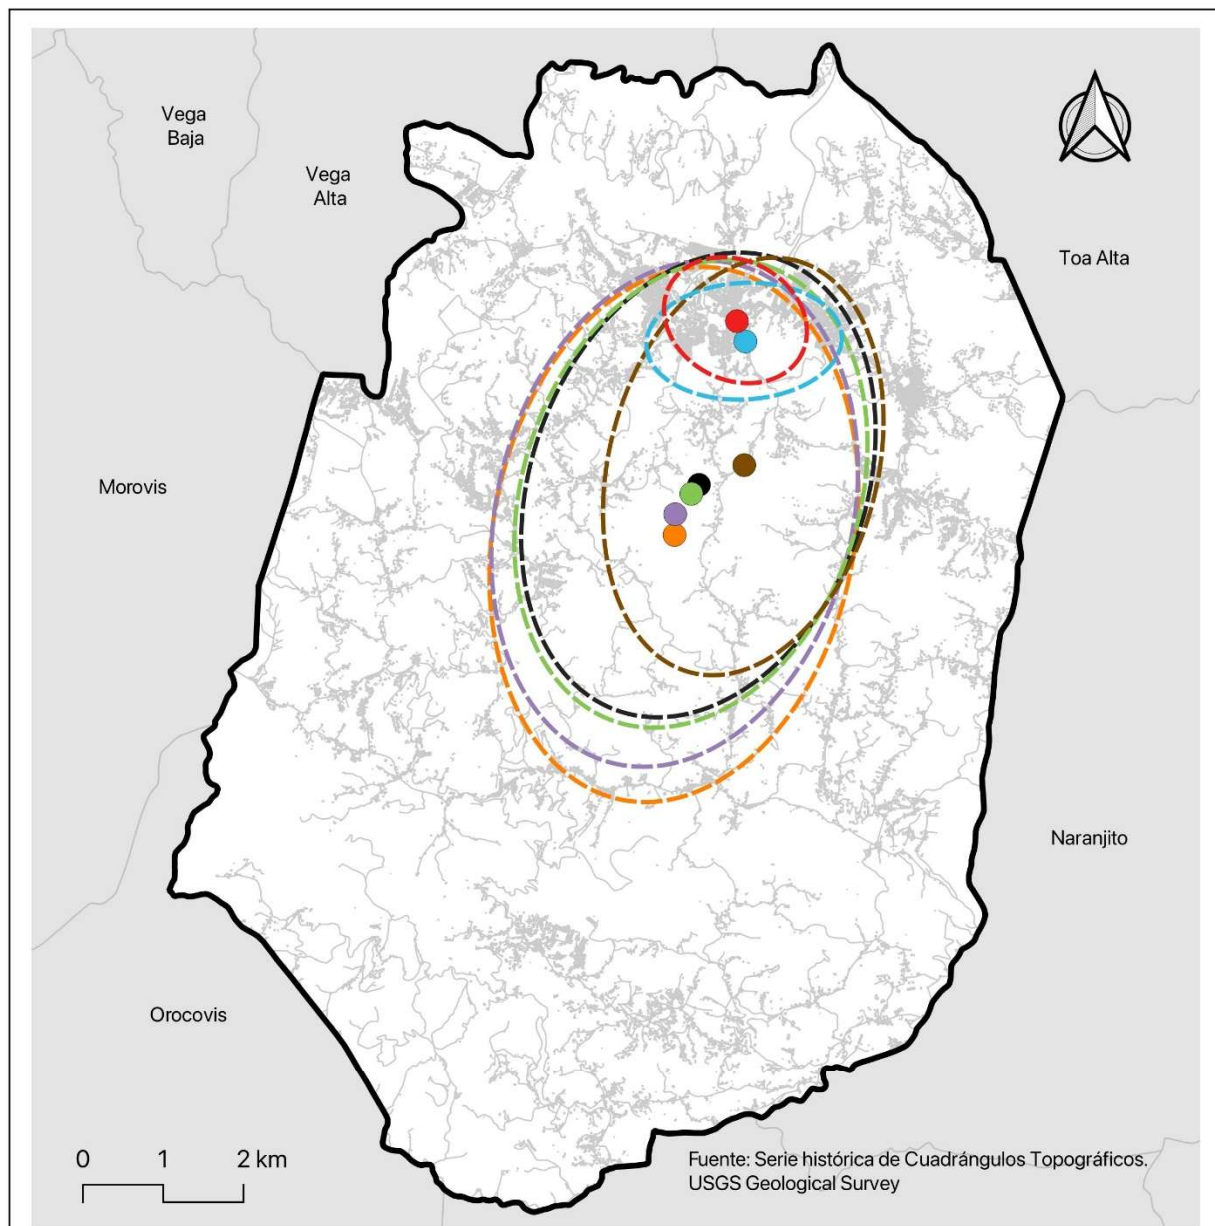 Vega
Baja
Vega
Alta
Toa Alta
Morovis
Naranjito
Orocovis
0 1 2 km
Fuente: Serie histórica de Cuadrángulos Topográficos.
USGS Geological Survey